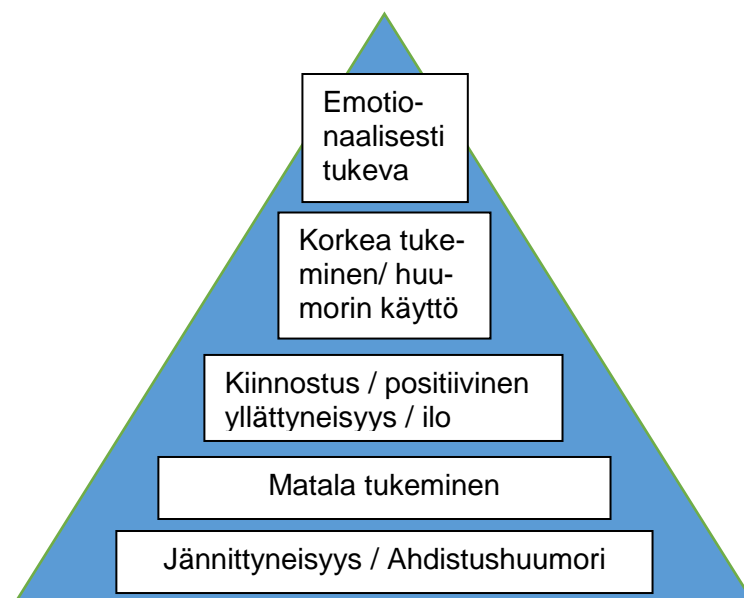 Emotio-
naalisesti
tukeva
Korkea tuke-
minen/ huu-
morin käyttö
Kiinnostus / positiivinen
yllättyneisyys / ilo
Matala tukeminen
Jännittyneisyys / Ahdistushuumori